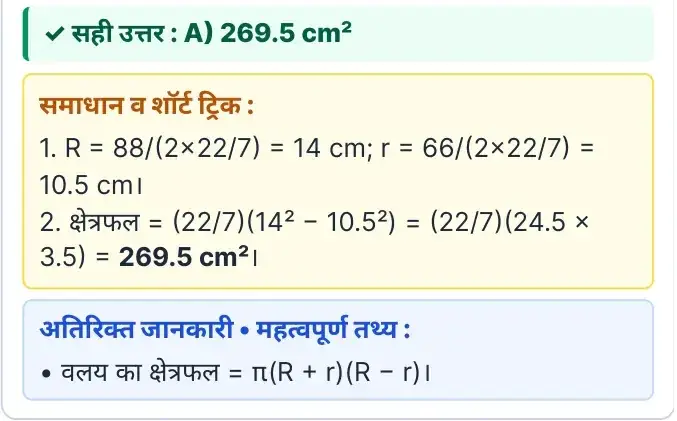 ✓ सही उत्तर : A) 269.5 cm²
समाधान व शॉर्ट ट्रिक :
1. R = 88/(2×22/7) = 14 cm; r = 66/(2×22/7) =
10.5 cm।
2. क्षेत्रफल = (22/7)(14² − 10.5²) = (22/7)(24.5 ×
3.5) = 269.5 cm²।
अतिरिक्त जानकारी • महत्वपूर्ण तथ्य :
• वलय का क्षेत्रफल = π(R + r)(R − r)।